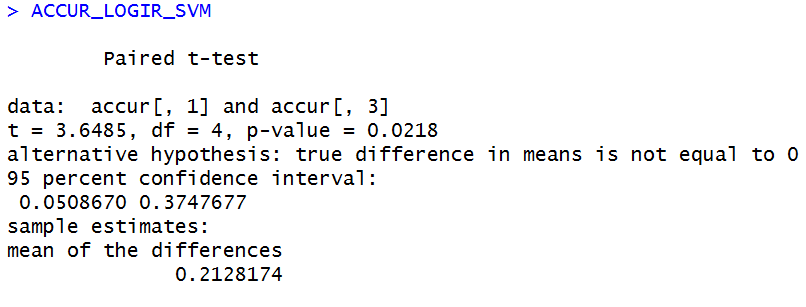 > ACCUR_LOGIR_SVM
Paired t-test
data:  accur[, 1] and accur[, 3]
t = 3.6485, df = 4, p-value = 0.0218
alternative hypothesis: true difference in means is not equal to 0
95 percent confidence interval:
0.0508670 0.3747677
sample estimates:
mean of the differences
0.2128174